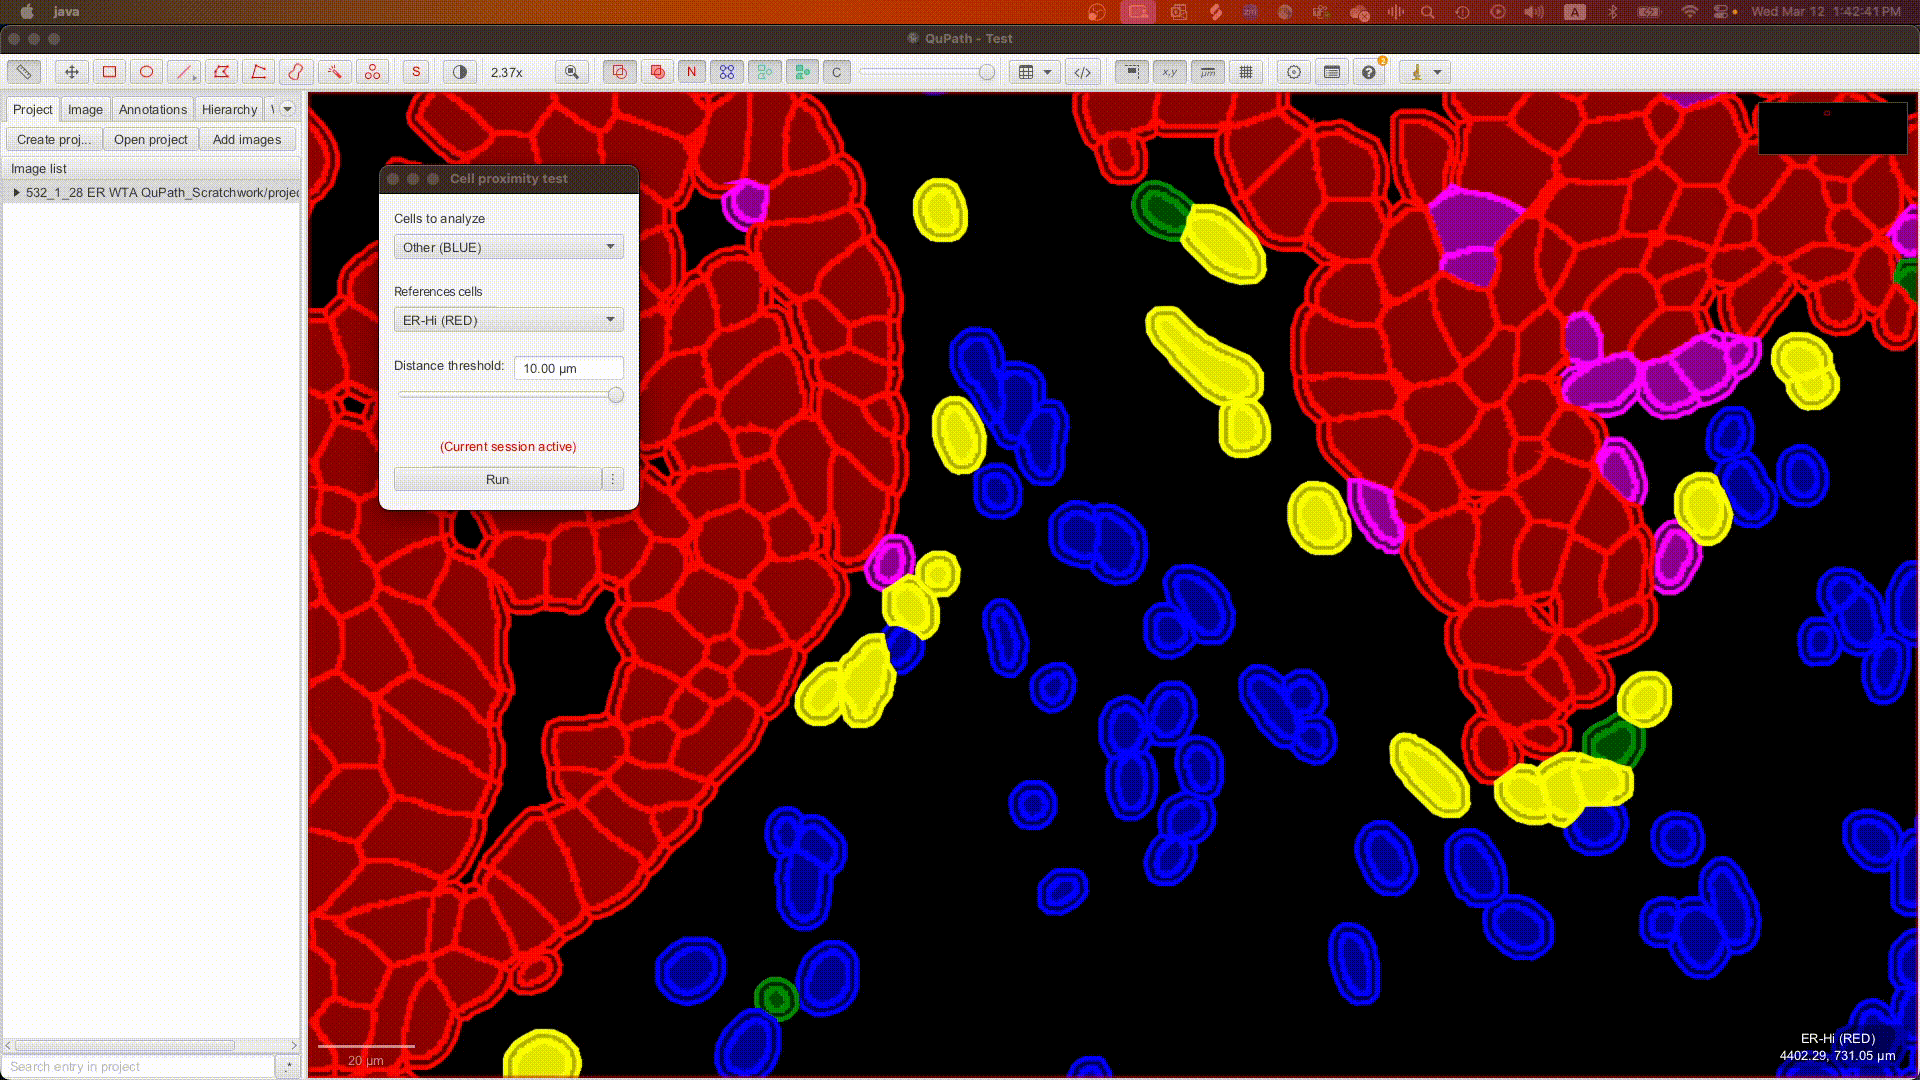 java
A
Wed Mar 12 1:42:41 PM
QuPath - Test
S
2.37x
N
C
x,y
μm
</>
2
Project
Image
Annotations
Hierarchy
Create proj...
Open project
Add images
Image list
532_1_28 ER WTA QuPath_Scratchwork/projec
Cell proximity test
Cells to analyze
Other (BLUE)
References cells
ER-Hi (RED)
Distance threshold:
10.00 μm
(Current session active)
Run
20 μm
ER-Hi (RED)
4402.29, 731.05 μm
Search entry in project
.*